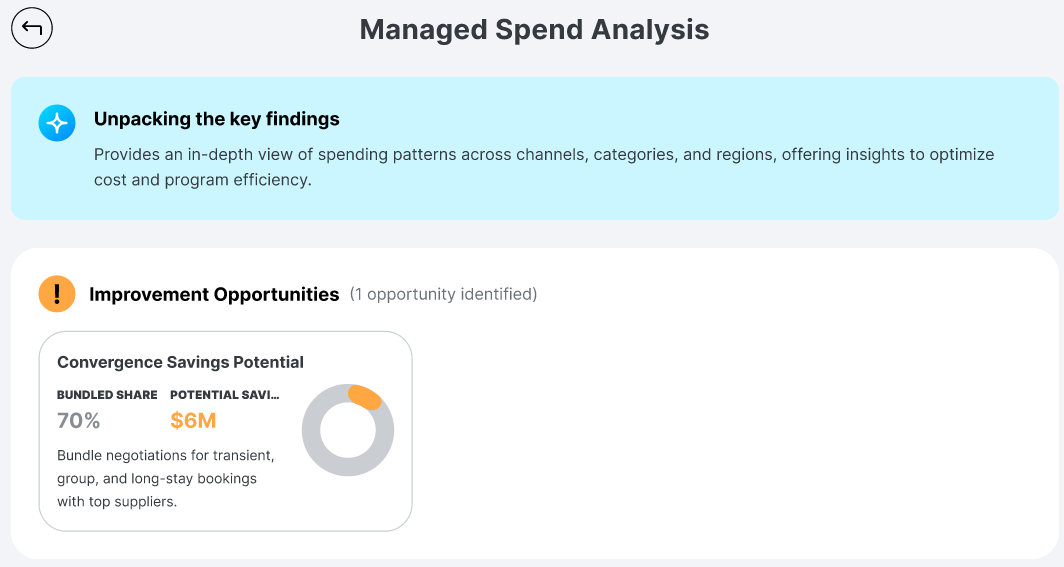 Managed Spend Analysis
Unpacking the key findings
Provides an in-depth view of spending patterns across channels, categories, and regions, offering insights to optimize
cost and program efficiency.
! Improvement Opportunities (1 opportunity identified)
Convergence Savings Potential
BUNDLED SHARE POTENTIAL SAVI...
70% $6M
Bundle negotiations for transient,
group, and long-stay bookings
with top suppliers.